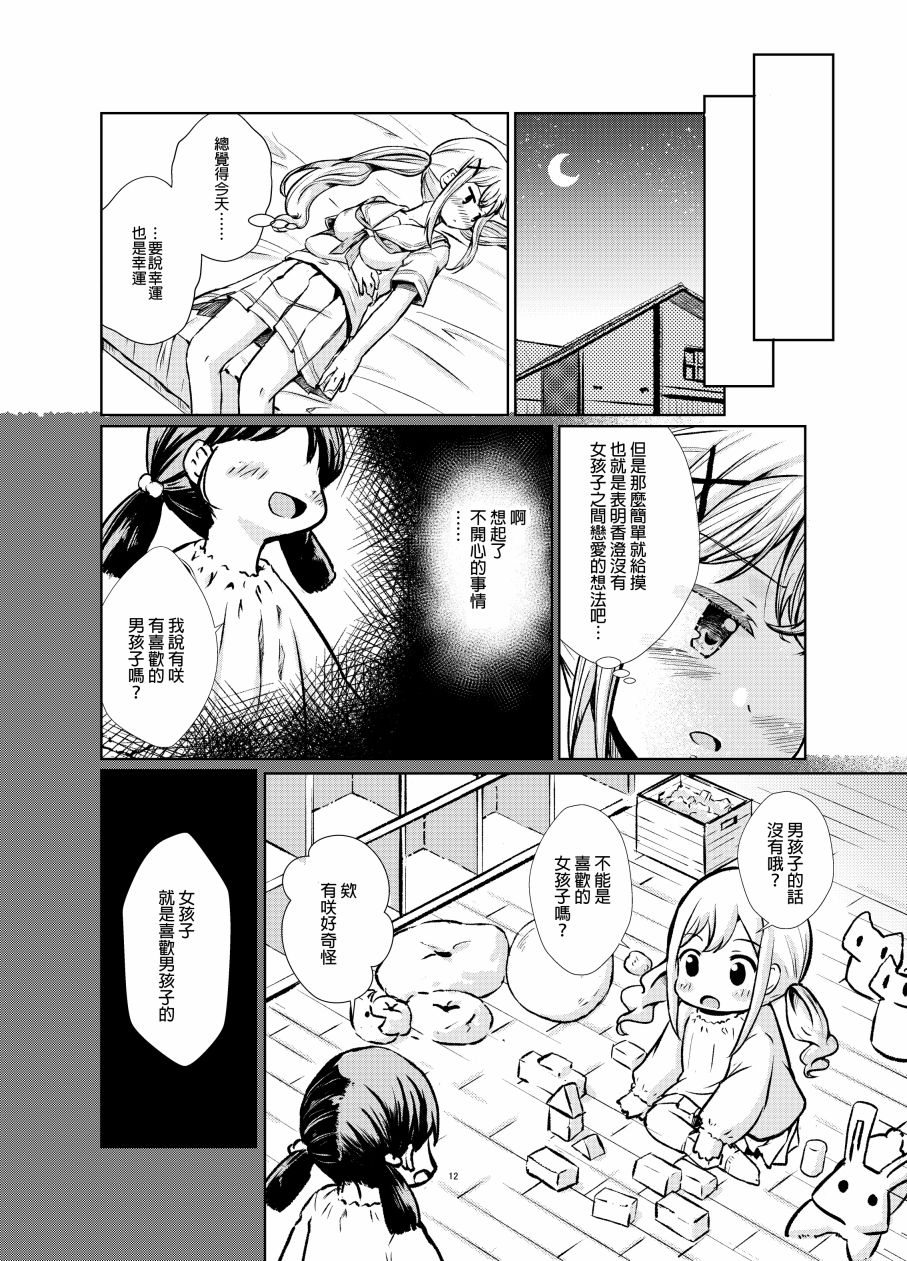 總覺得今天……
…要說幸運
也是幸運
但是那麼簡單就給摸
也就是表明香澄沒有
女孩子之間戀愛的想法吧…
啊
想起了
不開心的事情
……
我說有咲
有喜歡的
男孩子嗎？
男孩子的話
沒有哦？
不能是
喜歡的
女孩子嗎？
欸
有咲好奇怪
女孩子
就是喜歡男孩子的
12